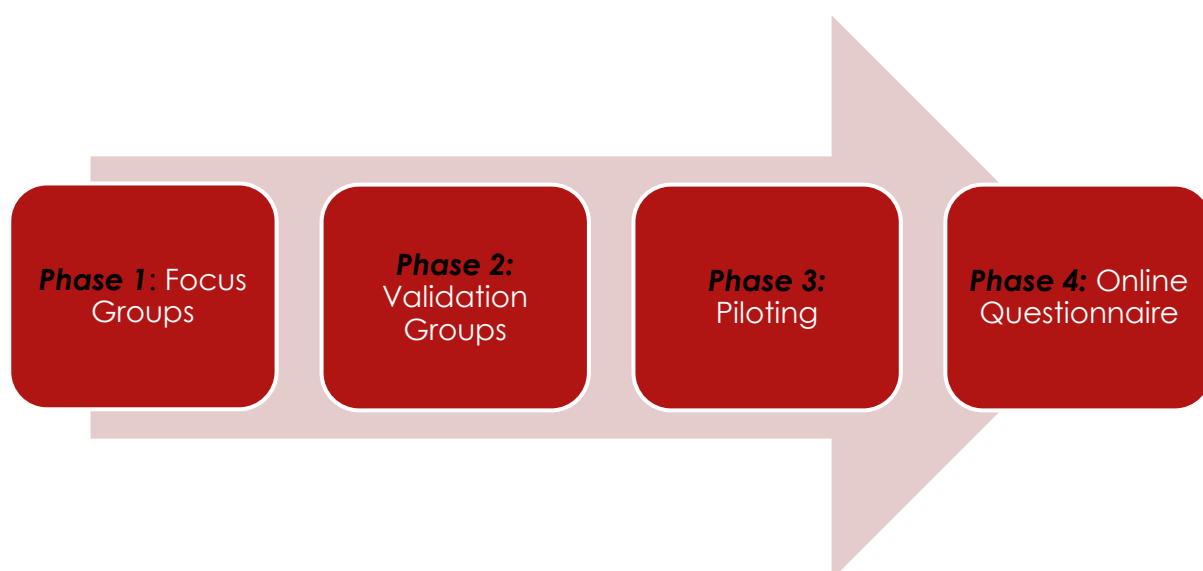 Phase 1: Focus
Groups
Phase 2:
Validation
Groups
Phase 3:
Piloting
Phase 4: Online
Questionnaire